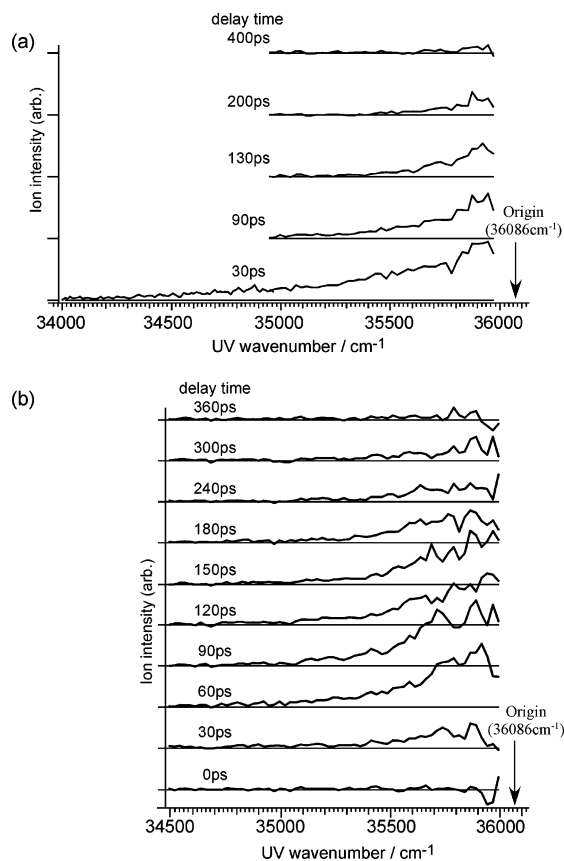 (a)
delay time
400ps
200ps
130ps
90ps
30ps
Ion intensity (arb.)
Origin
(36086cm-1)
34000 34500 35000 35500 36000
UV wavenumber / cm-1
(b)
delay time
360ps
300ps
240ps
180ps
150ps
120ps
90ps
60ps
30ps
0ps
Ion intensity (arb.)
Origin
(36086cm-1)
34500 35000 35500 36000
UV wavenumber / cm-1